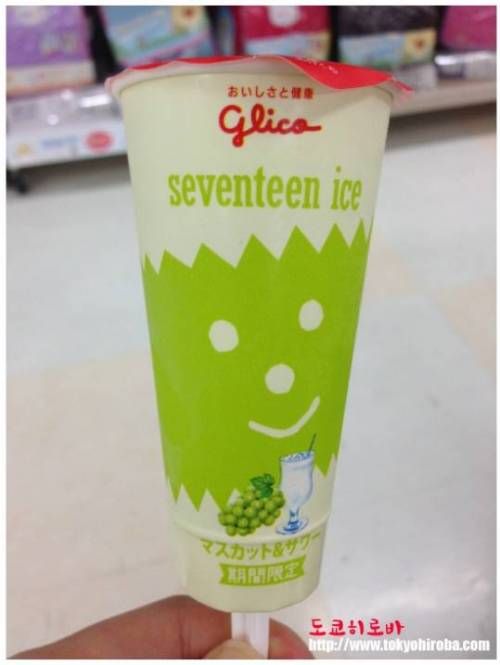 おいしさと健康
glico
seventeen ice
マスカット&サワー
期間限定
도쿄히로바
http://www.tokyohiroba.com